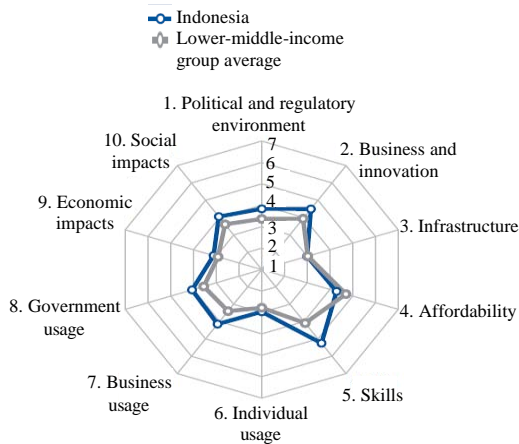 Indonesia
Lower-middle-income
group average
1. Political and regulatory
environment
2. Business and
innovation
3. Infrastructure
4. Affordability
5. Skills
6. Individual
usage
7. Business
usage
8. Government
usage
9. Economic
impacts
10. Social
impacts
7
6
5
4
3
2
1